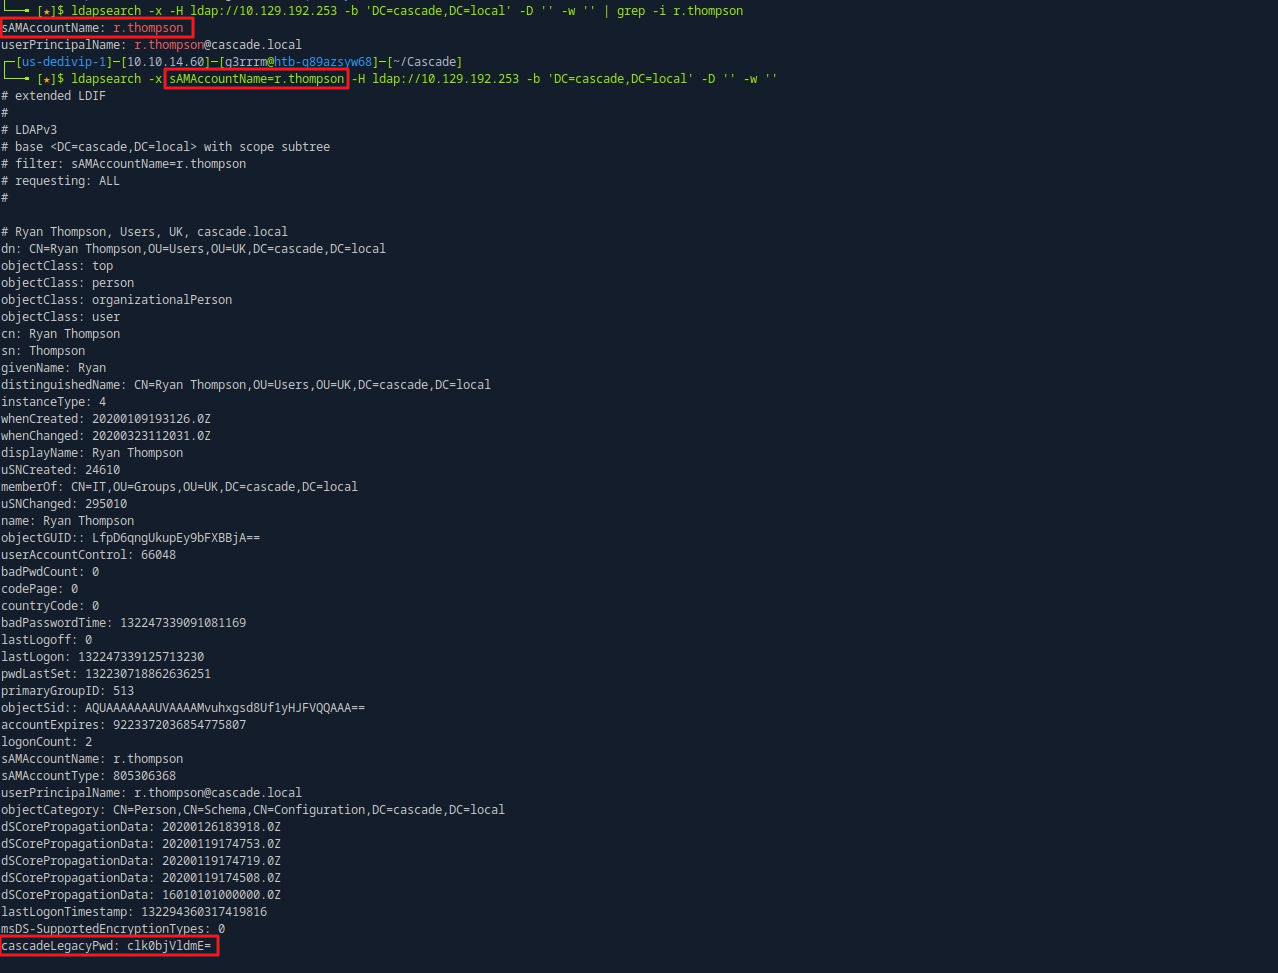 └──╼ [★]$ ldapsearch -x -H ldap://10.129.192.253 -b 'DC=cascade,DC=local' -D '' -w '' | grep -i r.thompson
sAMAccountName: r.thompson
userPrincipalName: r.thompson@cascade.local
┌─[us-dedivip-1]─[10.10.14.60]─[g3rrrm@htb-q89azsyw68]─[~/Cascade]
└──╼ [★]$ ldapsearch -x sAMAccountName=r.thompson -H ldap://10.129.192.253 -b 'DC=cascade,DC=local' -D '' -w ''
# extended LDIF
#
# LDAPv3
# base <DC=cascade,DC=local> with scope subtree
# filter: sAMAccountName=r.thompson
# requesting: ALL
#
# Ryan Thompson, Users, UK, cascade.local
dn: CN=Ryan Thompson,OU=Users,OU=UK,DC=cascade,DC=local
objectClass: top
objectClass: person
objectClass: organizationalPerson
objectClass: user
cn: Ryan Thompson
sn: Thompson
givenName: Ryan
distinguishedName: CN=Ryan Thompson,OU=Users,OU=UK,DC=cascade,DC=local
instanceType: 4
whenCreated: 20200109193126.0Z
whenChanged: 20200323112031.0Z
displayName: Ryan Thompson
uSNCreated: 24610
memberOf: CN=IT,OU=Groups,OU=UK,DC=cascade,DC=local
uSNChanged: 295010
name: Ryan Thompson
objectGUID:: LfpD6qngUkupEy9bFXBBjA==
userAccountControl: 66048
badPwdCount: 0
codePage: 0
countryCode: 0
badPasswordTime: 132247339091081169
lastLogoff: 0
lastLogon: 132247339125713230
pwdLastSet: 132230718862636251
primaryGroupID: 513
objectSid:: AQUAAAAAAAUVAAAAMvuhxgsd8Uf1yHJFVQQAAA==
accountExpires: 9223372036854775807
logonCount: 2
sAMAccountName: r.thompson
sAMAccountType: 805306368
userPrincipalName: r.thompson@cascade.local
objectCategory: CN=Person,CN=Schema,CN=Configuration,DC=cascade,DC=local
dSCorePropagationData: 20200126183918.0Z
dSCorePropagationData: 20200119174753.0Z
dSCorePropagationData: 20200119174719.0Z
dSCorePropagationData: 20200119174508.0Z
dSCorePropagationData: 16010101000000.0Z
lastLogonTimestamp: 132294360317419816
msDS-SupportedEncryptionTypes: 0
cascadeLegacyPwd: clk0bjVldmE=